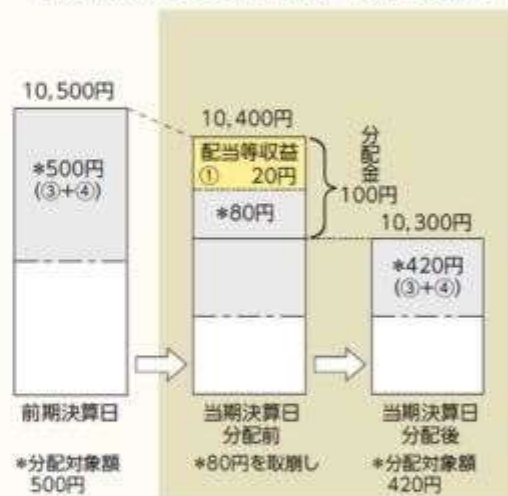 10,500円
*500円
(③+④)
前期決算日
*分配対象額
500円
10,400円
配当等収益
① 20円
*80円
分配金
100円
当期決算日
分配前
*80円を取崩し
10,300円
*420円
(③+④)
当期決算日
分配後
*分配対象額
420円